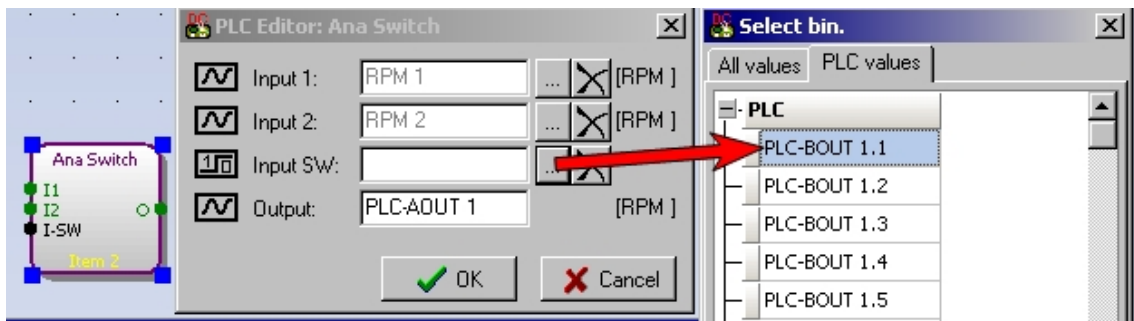 Ana Switch
I1
I2
I-SW
Item 2
PLC Editor: Ana Switch
Input 1: RPM 1 ... [RPM ]
Input 2: RPM 2 ... [RPM ]
Input SW: ...
Output: PLC-AOUT 1 [RPM ]
OK Cancel
Select bin.
All values PLC values
PLC
PLC-BOUT 1.1
PLC-BOUT 1.2
PLC-BOUT 1.3
PLC-BOUT 1.4
PLC-BOUT 1.5